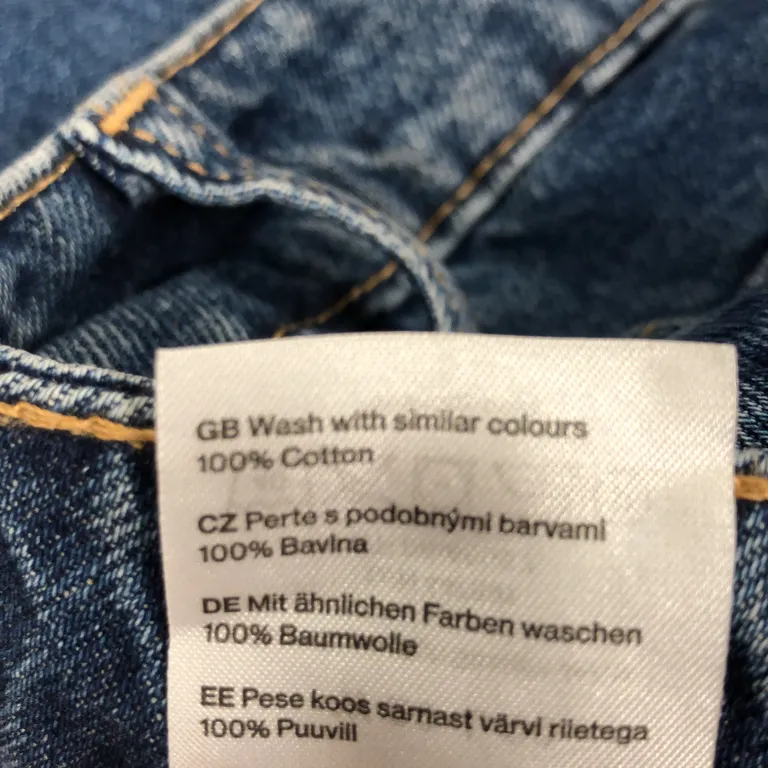 GB Wash with similar colours
100% Cotton
CZ Perte s podobnými barvami
100% Bavlna
DE Mit ähnlichen Farben waschen
100% Baumwolle
EE Pese koos sarnast värvi riietega
100% Puuvill